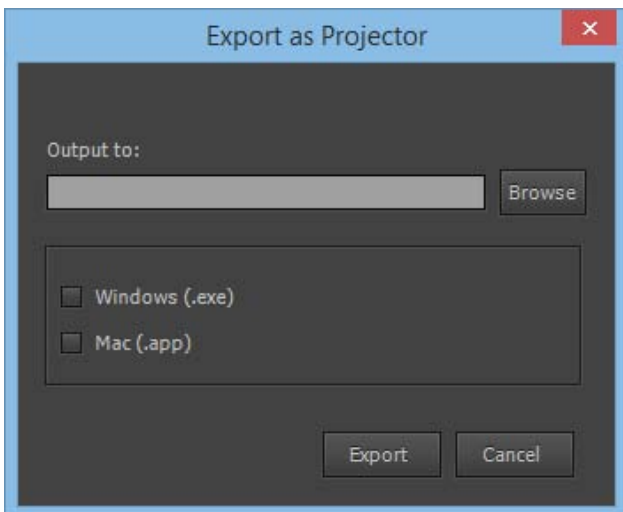 Export as Projector
Output to:
Browse
Windows (.exe)
Mac (.app)
Export Cancel